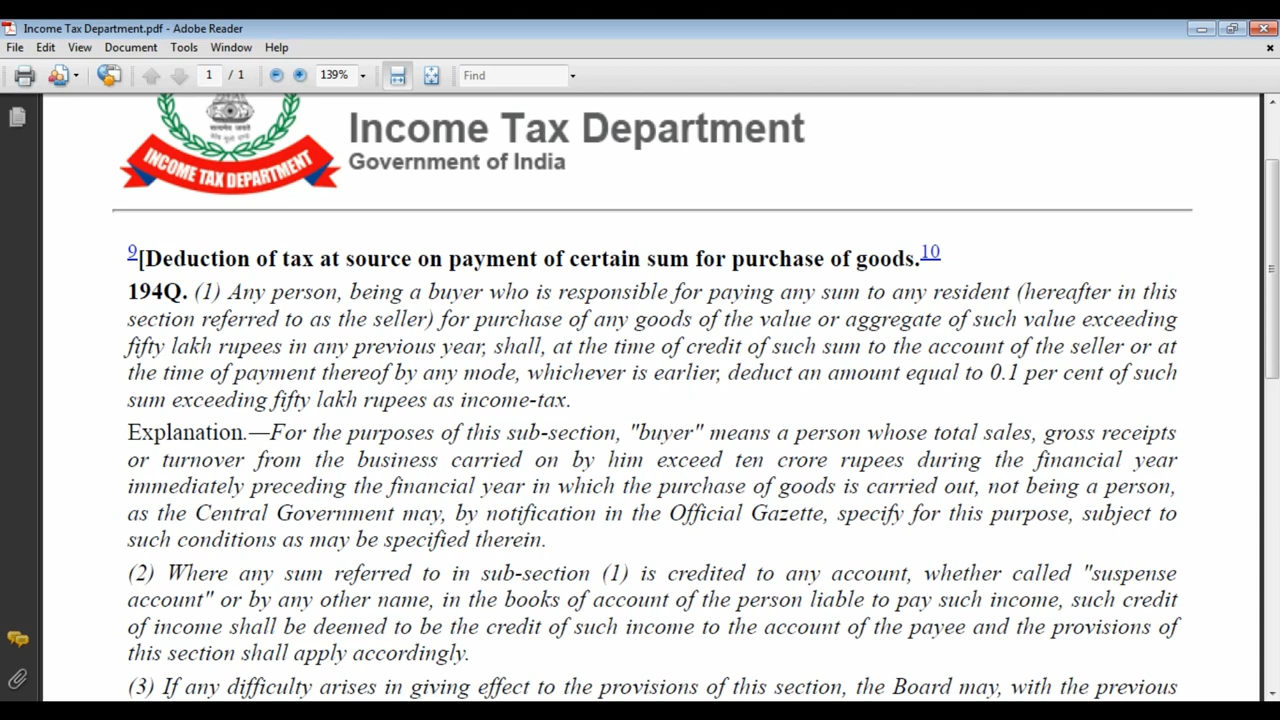 Income Tax Department.pdf - Adobe Reader
File Edit View Document Tools Window Help
1 / 1 139% Find
सत्यमेव जयते
INCOME TAX DEPARTMENT
Income Tax Department
Government of India
9[Deduction of tax at source on payment of certain sum for purchase of goods.10
194Q. (1) Any person, being a buyer who is responsible for paying any sum to any resident (hereafter in this
section referred to as the seller) for purchase of any goods of the value or aggregate of such value exceeding
fifty lakh rupees in any previous year, shall, at the time of credit of such sum to the account of the seller or at
the time of payment thereof by any mode, whichever is earlier, deduct an amount equal to 0.1 per cent of such
sum exceeding fifty lakh rupees as income-tax.
Explanation.—For the purposes of this sub-section, "buyer" means a person whose total sales, gross receipts
or turnover from the business carried on by him exceed ten crore rupees during the financial year
immediately preceding the financial year in which the purchase of goods is carried out, not being a person,
as the Central Government may, by notification in the Official Gazette, specify for this purpose, subject to
such conditions as may be specified therein.
(2) Where any sum referred to in sub-section (1) is credited to any account, whether called "suspense
account" or by any other name, in the books of account of the person liable to pay such income, such credit
of income shall be deemed to be the credit of such income to the account of the payee and the provisions of
this section shall apply accordingly.
(3) If any difficulty arises in giving effect to the provisions of this section, the Board may, with the previous